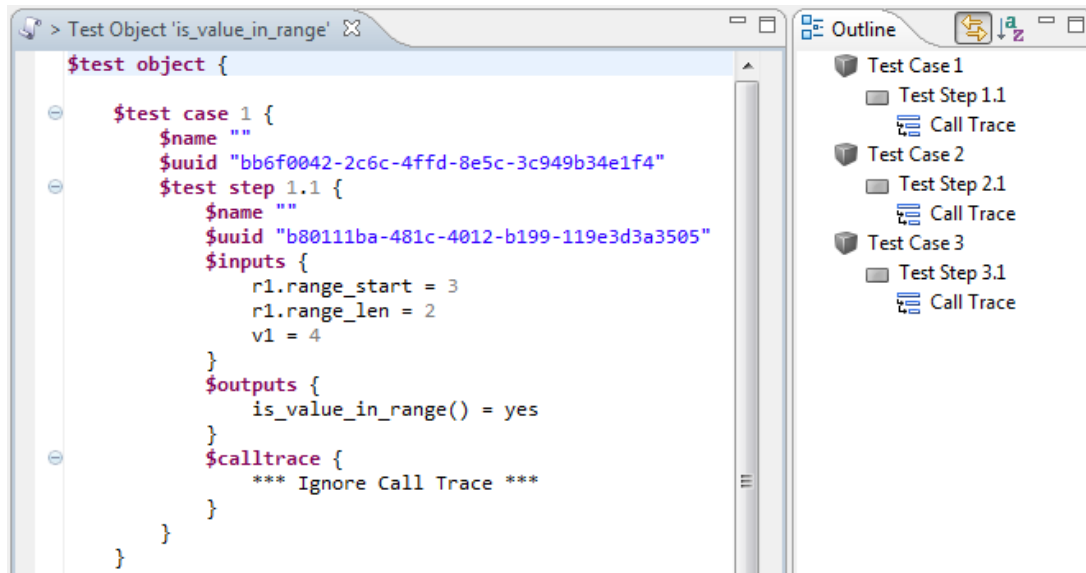 > Test Object 'is_value_in_range'
$test object {
$test case 1 {
$name ""
$uuid "bb6f0042-2c6c-4ffd-8e5c-3c949b34e1f4"
$test step 1.1 {
$name ""
$uuid "b80111ba-481c-4012-b199-119e3d3a3505"
$inputs {
r1.range_start = 3
r1.range_len = 2
v1 = 4
}
$outputs {
is_value_in_range() = yes
}
$calltrace {
*** Ignore Call Trace ***
}
}
}
Outline
Test Case 1
Test Step 1.1
Call Trace
Test Case 2
Test Step 2.1
Call Trace
Test Case 3
Test Step 3.1
Call Trace